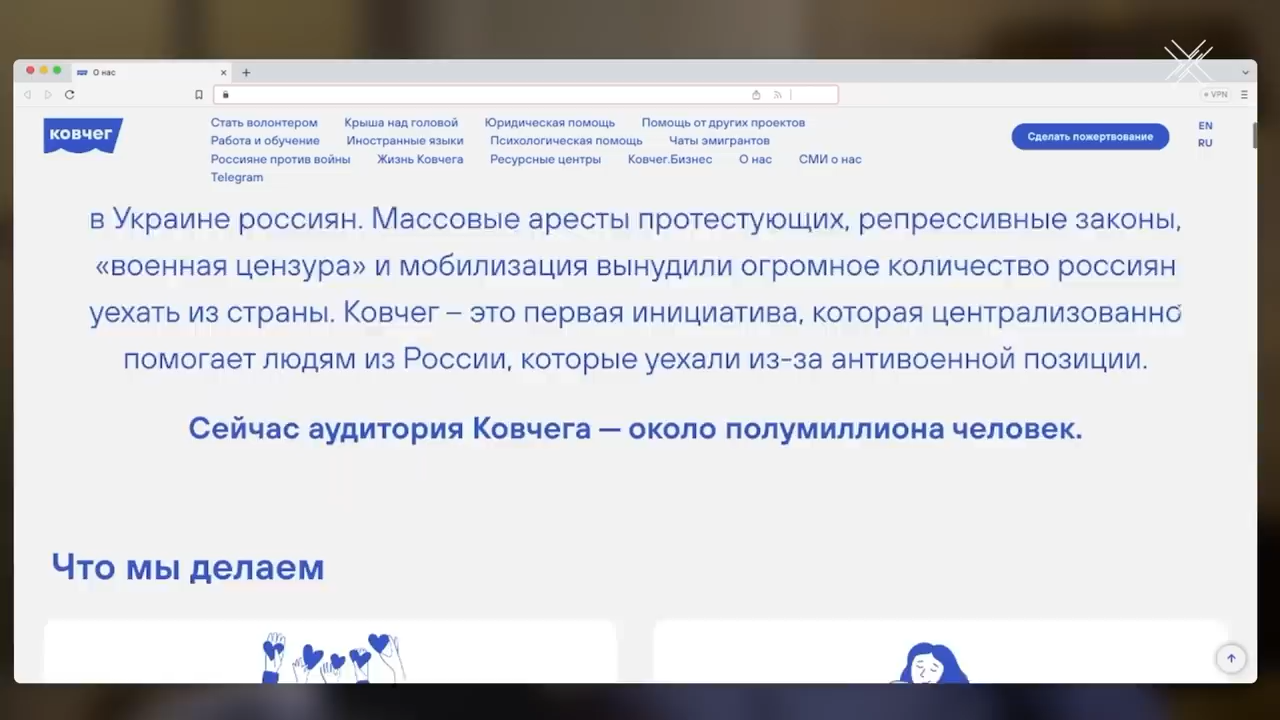 О нас
VPN
ковчег
Стать волонтером Крыша над головой Юридическая помощь Помощь от других проектов
Работа и обучение Иностранные языки Психологическая помощь Чаты эмигрантов
Россияне против войны Жизнь Ковчега Ресурсные центры Ковчег.Бизнес О нас СМИ о нас
Telegram
Сделать пожертвование
EN
RU
в Украине россиян. Массовые аресты протестующих, репрессивные законы,
«военная цензура» и мобилизация вынудили огромное количество россиян
уехать из страны. Ковчег – это первая инициатива, которая централизованно
помогает людям из России, которые уехали из-за антивоенной позиции.
Сейчас аудитория Ковчега — около полумиллиона человек.
Что мы делаем